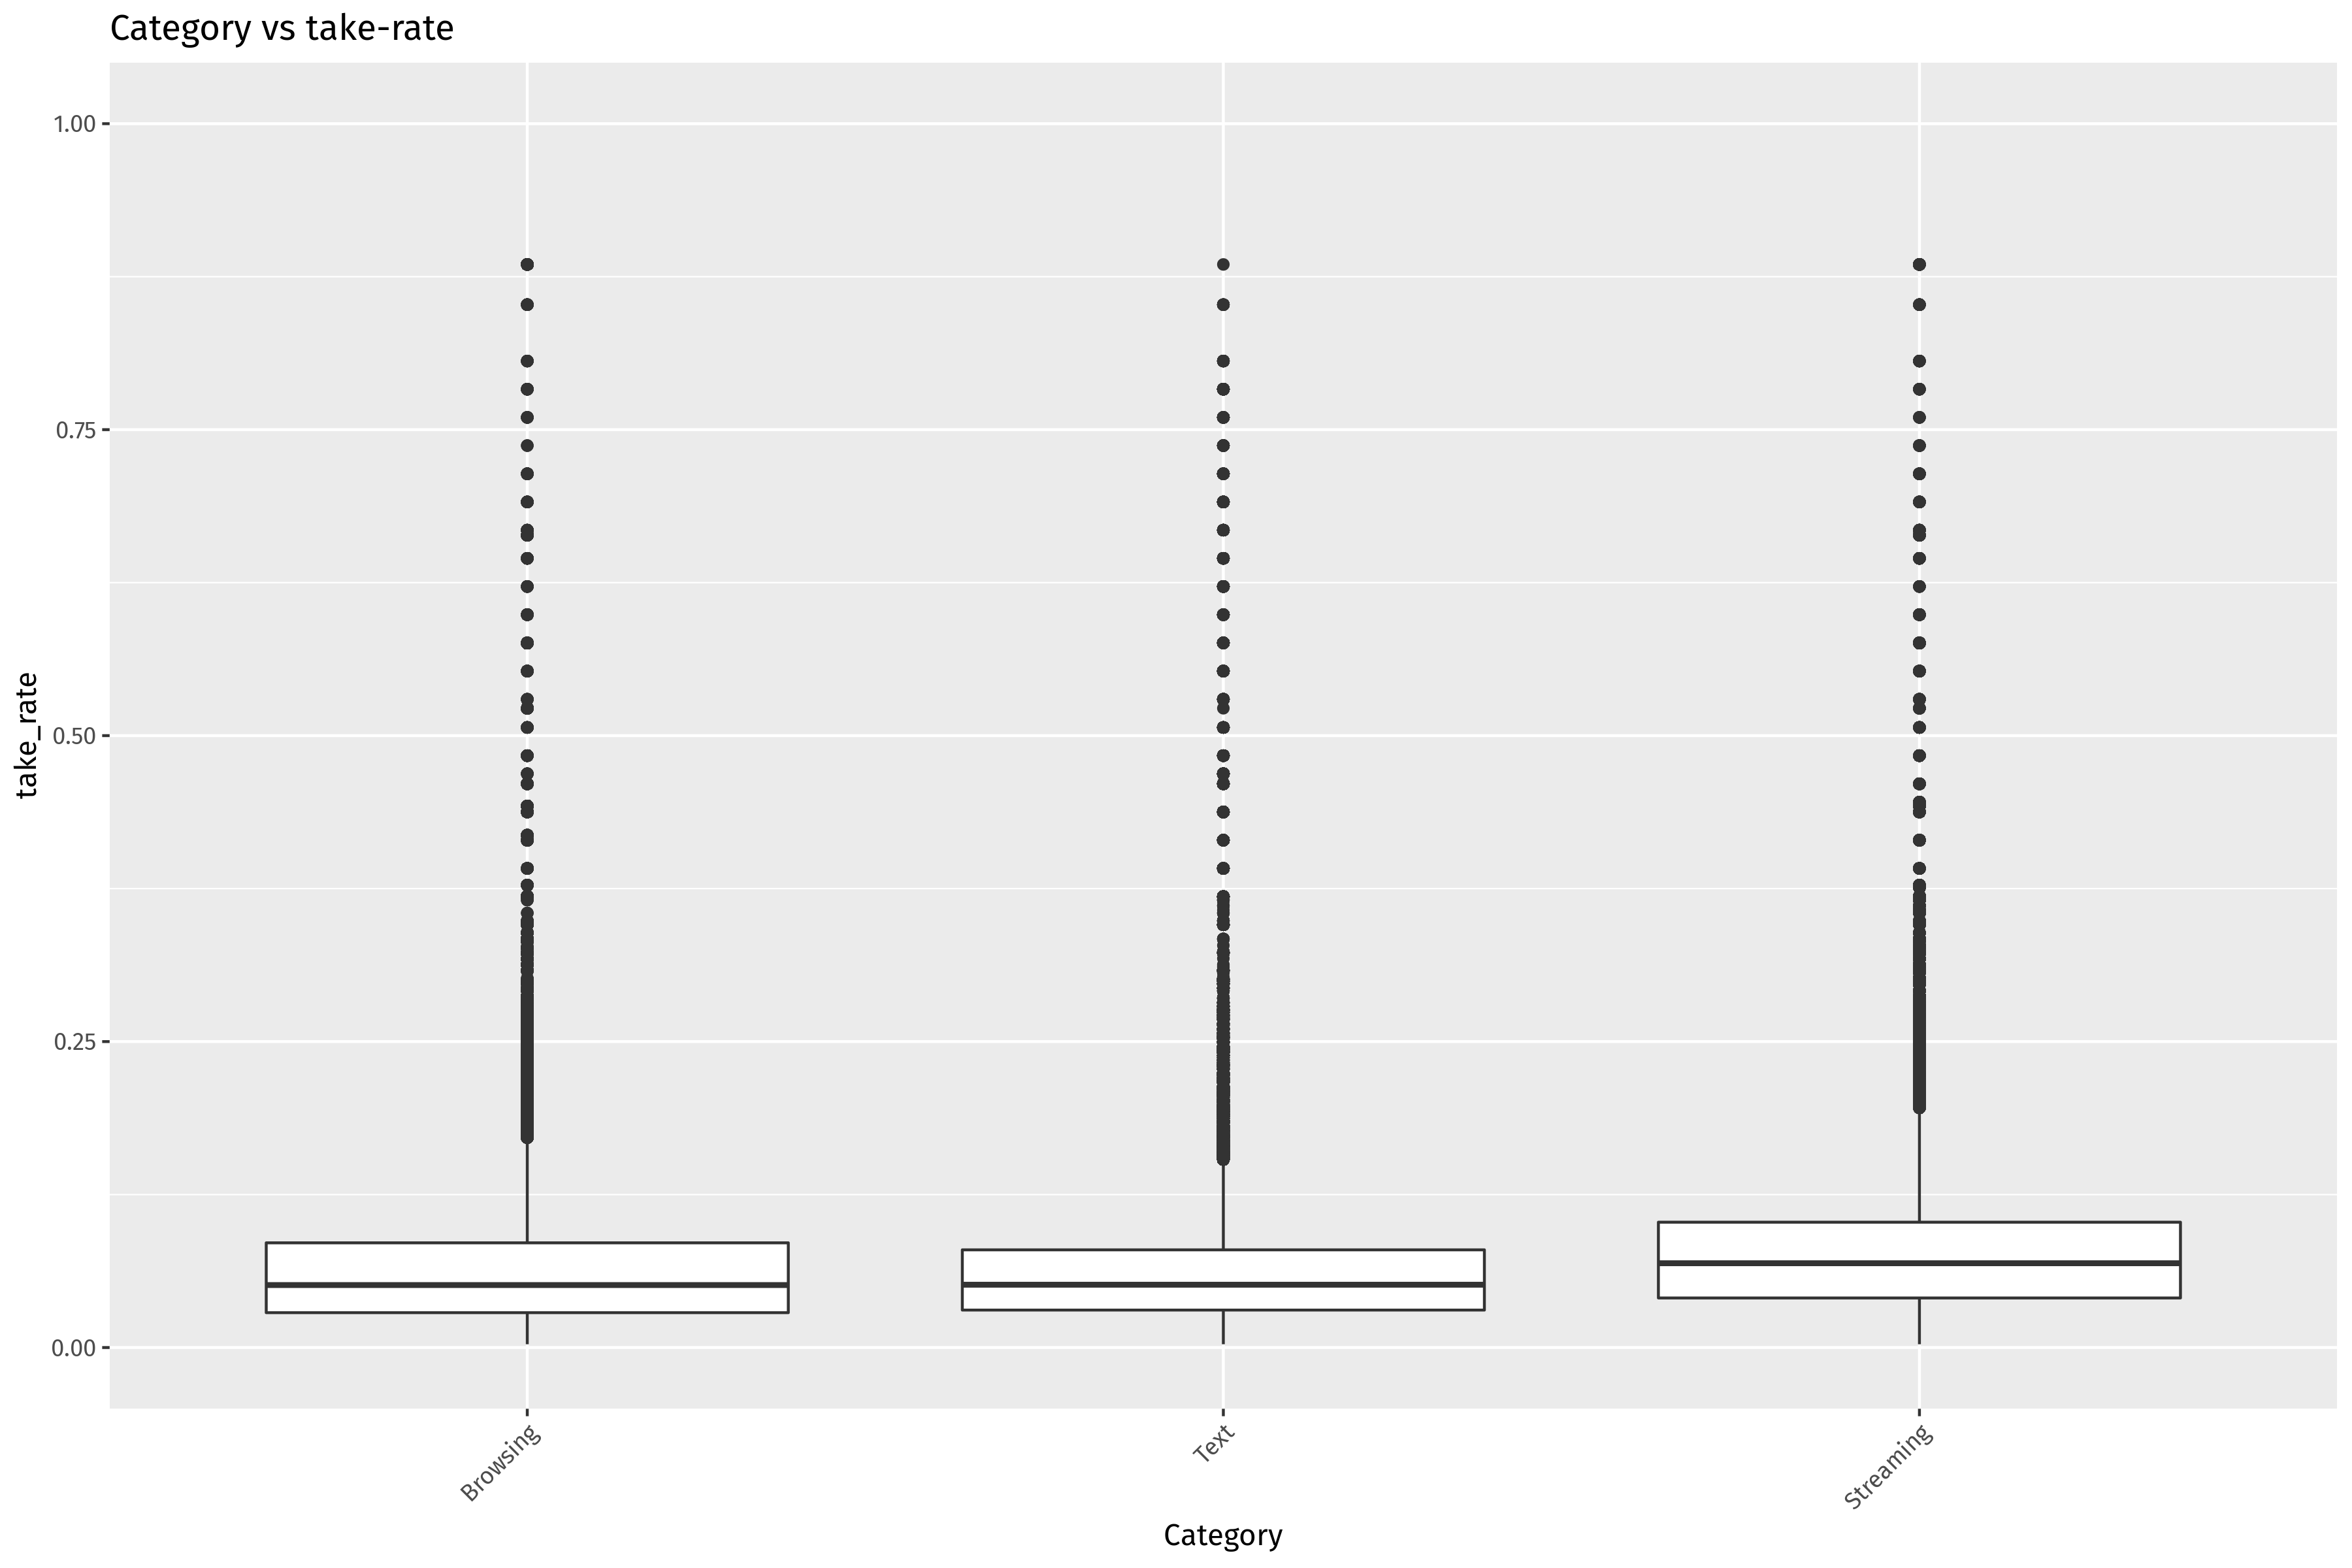 Category vs take-rate
1.00
0.75
0.50
0.25
0.00
take_rate
Browsing
Text
Streaming
Category